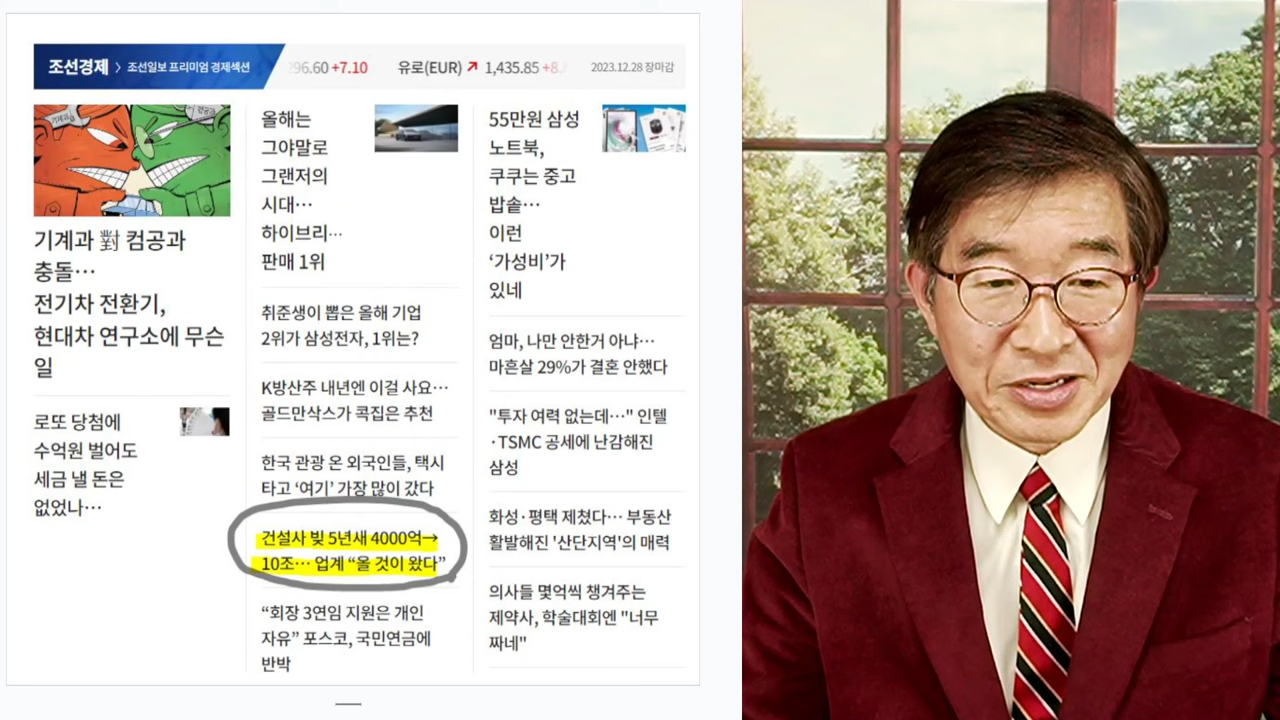 조선경제 〉 조선일보 프리미엄 경제섹션
296.60 +7.10 유로(EUR) 1,435.85 +8. 2023.12.28 장마감
기계과 컴공과
기계과 對 컴공과
충돌…
전기차 전환기,
현대차 연구소에 무슨
일
로또 당첨에
수억원 벌어도
세금 낼 돈은
없었나…
올해는
그야말로
그랜저의
시대…
하이브리…
판매 1위
취준생이 뽑은 올해 기업
2위가 삼성전자, 1위는?
K방산주 내년엔 이걸 사요…
골드만삭스가 콕집은 추천
한국 관광 온 외국인들, 택시
타고 ‘여기’ 가장 많이 갔다
건설사 빚 5년새 4000억→
10조… 업계 “올 것이 왔다”
“회장 3연임 지원은 개인
자유” 포스코, 국민연금에
반박
55만원 삼성
노트북,
쿠쿠는 중고
밥솥…
이런
‘가성비’가
있네
엄마, 나만 안한거 아냐…
마흔살 29%가 결혼 안했다
"투자 여력 없는데…" 인텔
·TSMC 공세에 난감해진
삼성
화성·평택 제쳤다… 부동산
활발해진 '산단지역'의 매력
의사들 몇억씩 챙겨주는
제약사, 학술대회엔 "너무
짜네"